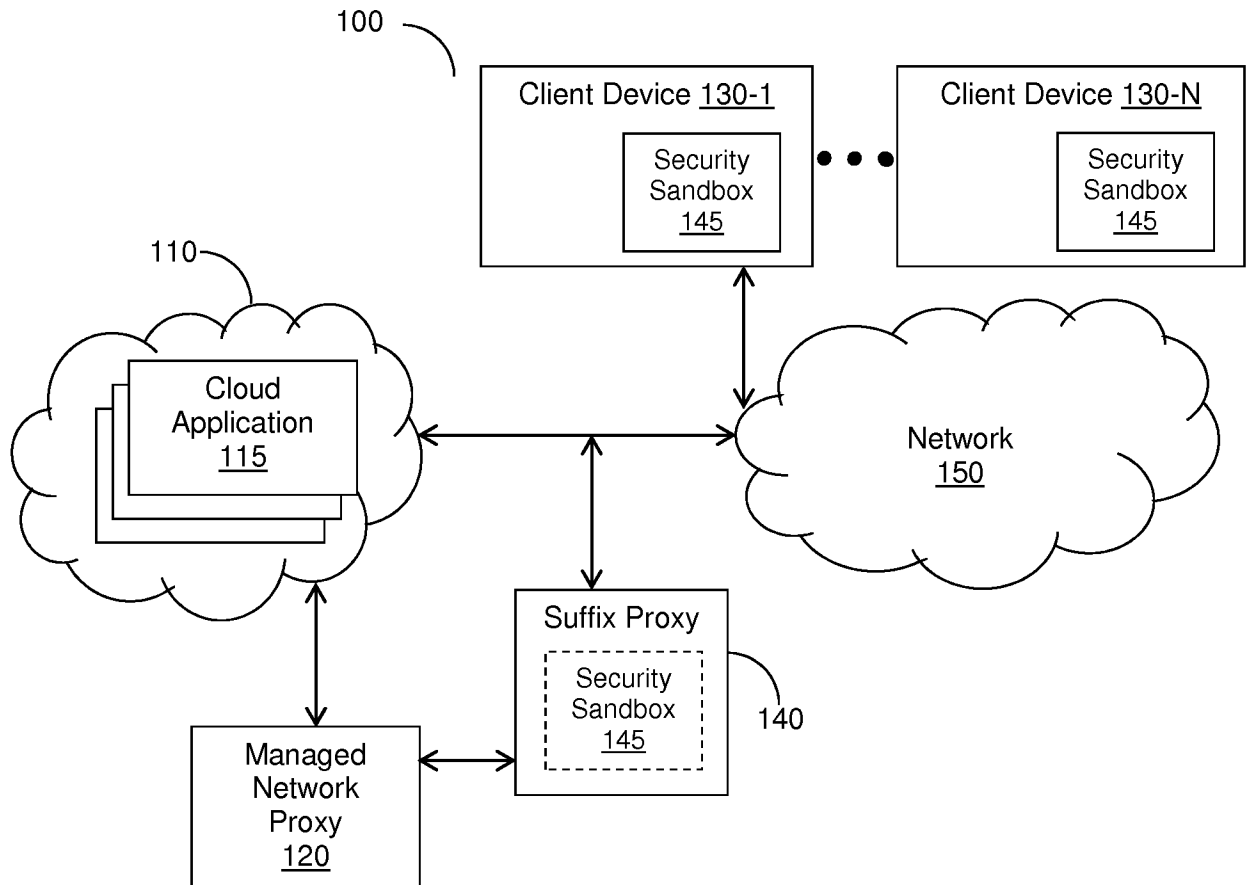 100
Client Device 130-1
Security
Sandbox
145
Client Device 130-N
Security
Sandbox
145
110
Cloud
Application
115
Network
150
Suffix Proxy
Security
Sandbox
145
140
Managed
Network
Proxy
120